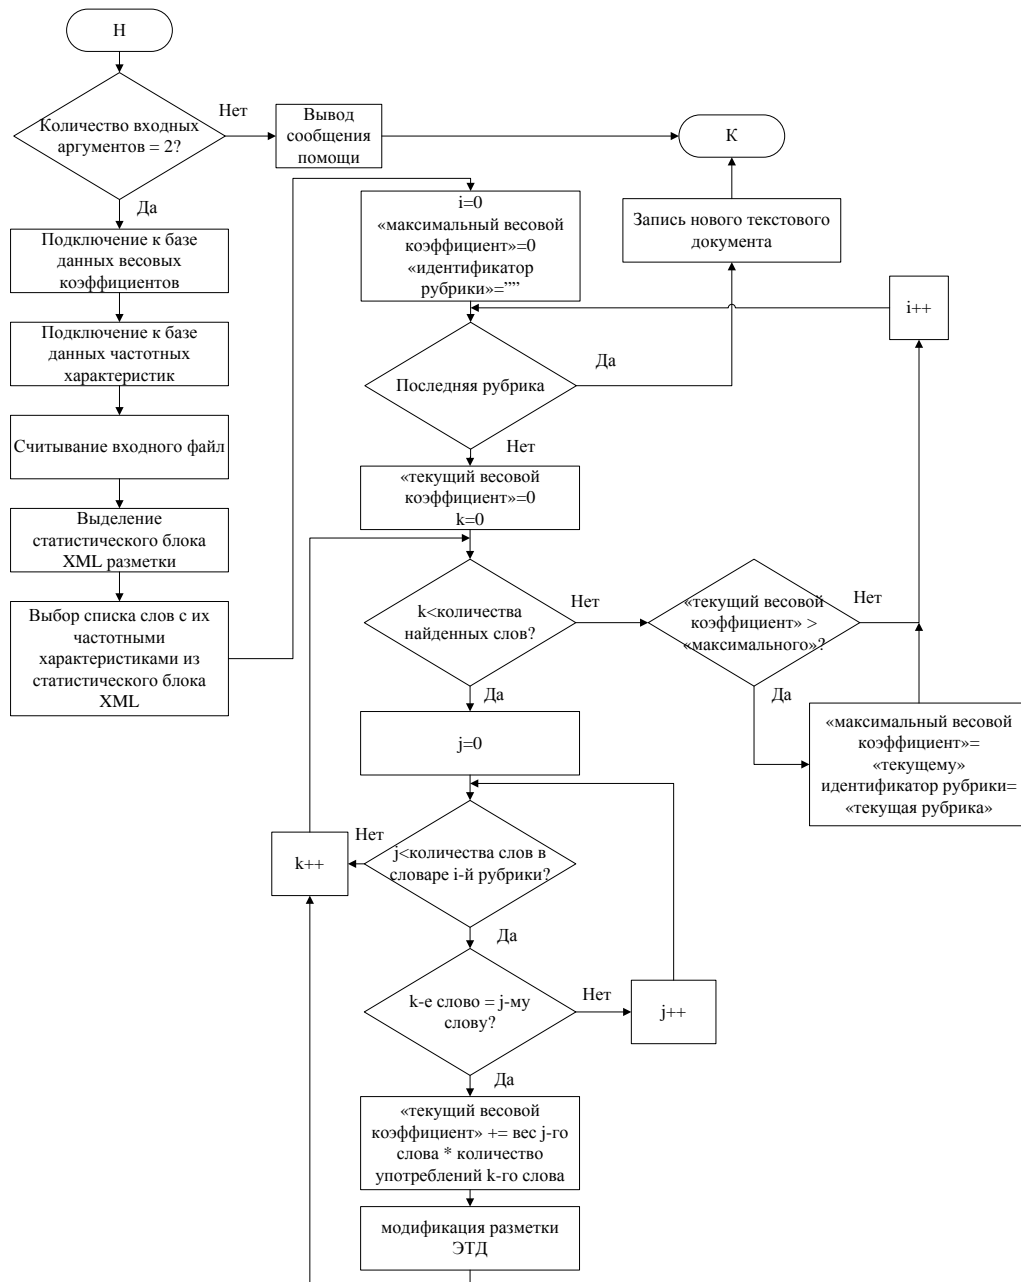 Н
Количество входных
аргументов = 2?
Нет
Вывод
сообщения
помощи
К
Да
Подключение к базе
данных весовых
коэффициентов
Подключение к базе
данных частотных
характеристик
Считывание входного файл
Выделение
статистического блока
XML разметки
Выбор списка слов с их
частотными
характеристиками из
статистического блока
XML
i=0
«максимальный весовой
коэффициент»=0
«идентификатор
рубрики»=””
Запись нового текстового
документа
i++
Последняя рубрика
Да
Нет
«текущий весовой
коэффициент»=0
k=0
k<количества
найденных слов?
Нет
«текущий весовой
коэффициент» >
«максимального»?
Нет
Да
Да
«максимальный весовой
коэффициент»=
«текущему»
идентификатор рубрики=
«текущая рубрика»
j=0
j<количества слов в
словаре i-й рубрики?
Нет
k++
Да
k-е слово = j-му
слову?
Нет
j++
Да
«текущий весовой
коэффициент» += вес j-го
слова * количество
употреблений k-го слова
модификация разметки
ЭТД